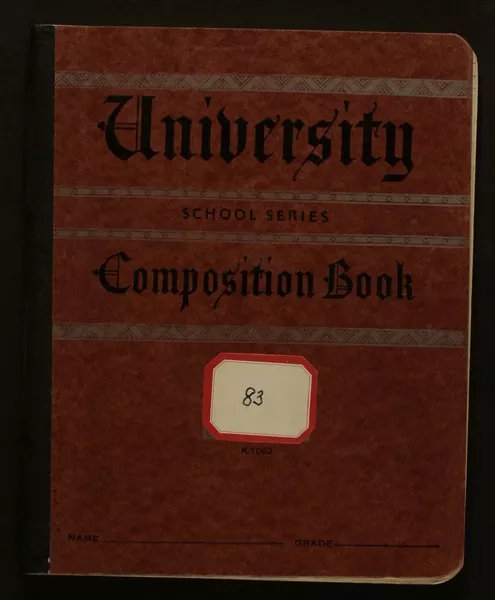 University
SCHOOL SERIES
Composition Book
83
NAME
GRADE